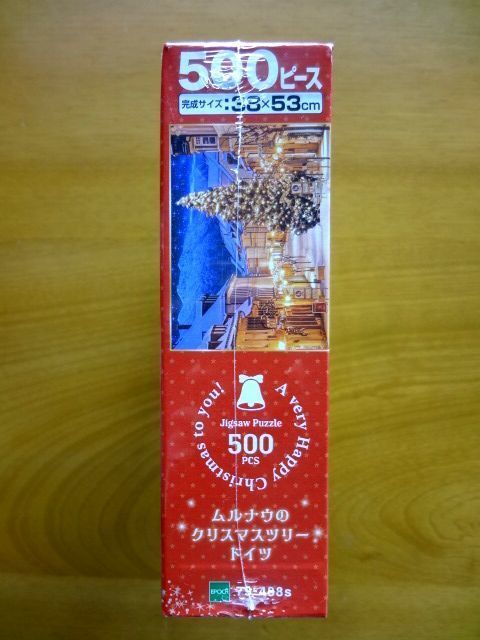 500ピース
完成サイズ:38×53cm
A very Happy Christmas to you!
Jigsaw Puzzle
500
PCS
ムルナウの
クリスマスツリー
ドイツ
EPOCH 79-483s